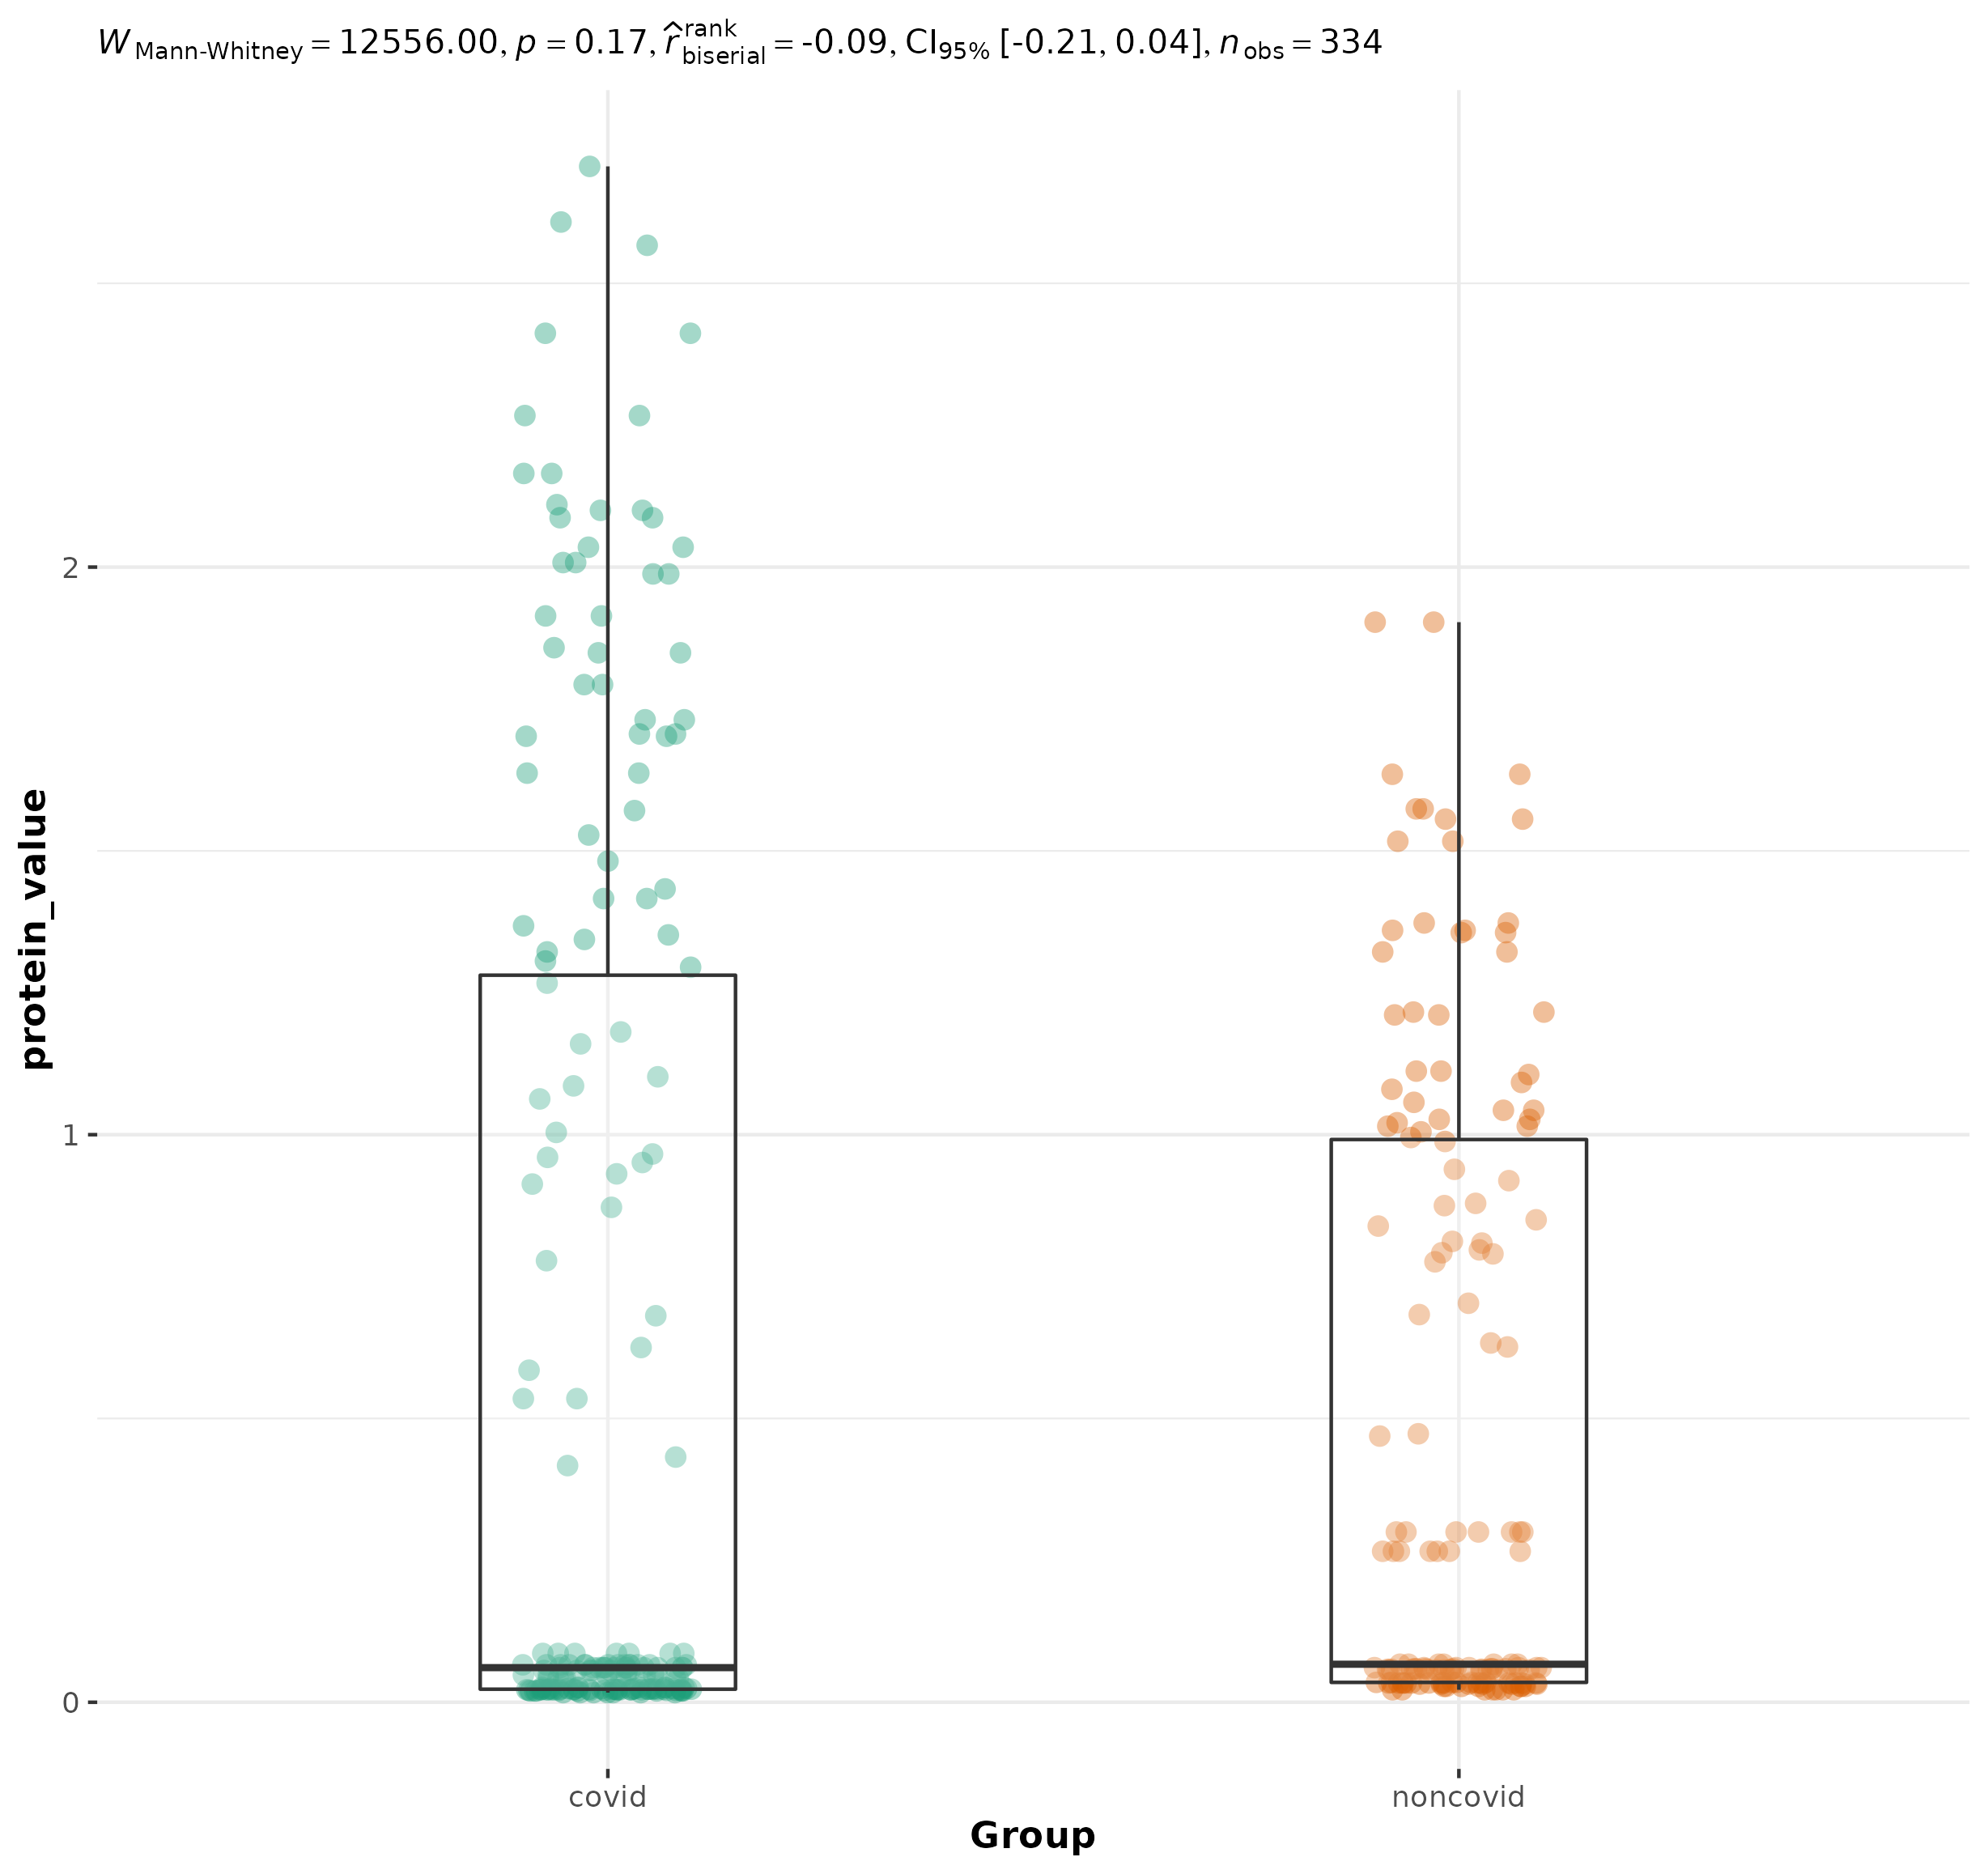 W Mann-Whitney = 12556.00, p = 0.17, r̂ rank biserial = -0.09, CI95% [-0.21, 0.04], n obs = 334
protein_value
2
1
0
covid noncovid
Group